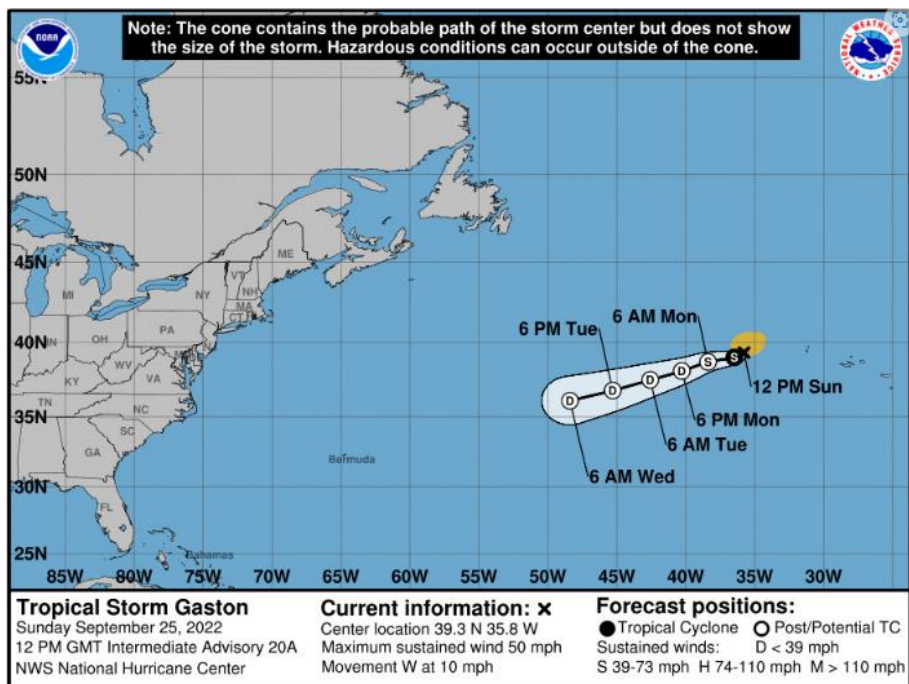 Note: The cone contains the probable path of the storm center but does not show
the size of the storm. Hazardous conditions can occur outside of the cone.
NOAA
NATIONAL WEATHER SERVICE
55N
50N
45N
40N
35N
30N
25N
ME
VT
NH
MA
CT
NY
MI
PA
OH
IN
WV
VA
KY
TN
NC
SC
GA
FL
Bermuda
Bahamas
6 PM Tue
6 AM Mon
12 PM Sun
6 PM Mon
6 AM Tue
6 AM Wed
D
D
D
D
S
S
85W 80W 75W 70W 65W 60W 55W 50W 45W 40W 35W 30W
Tropical Storm Gaston
Sunday September 25, 2022
12 PM GMT Intermediate Advisory 20A
NWS National Hurricane Center
Current information: ×
Center location 39.3 N 35.8 W
Maximum sustained wind 50 mph
Movement W at 10 mph
Forecast positions:
Tropical Cyclone Post/Potential TC
Sustained winds: D < 39 mph
S 39-73 mph H 74-110 mph M > 110 mph